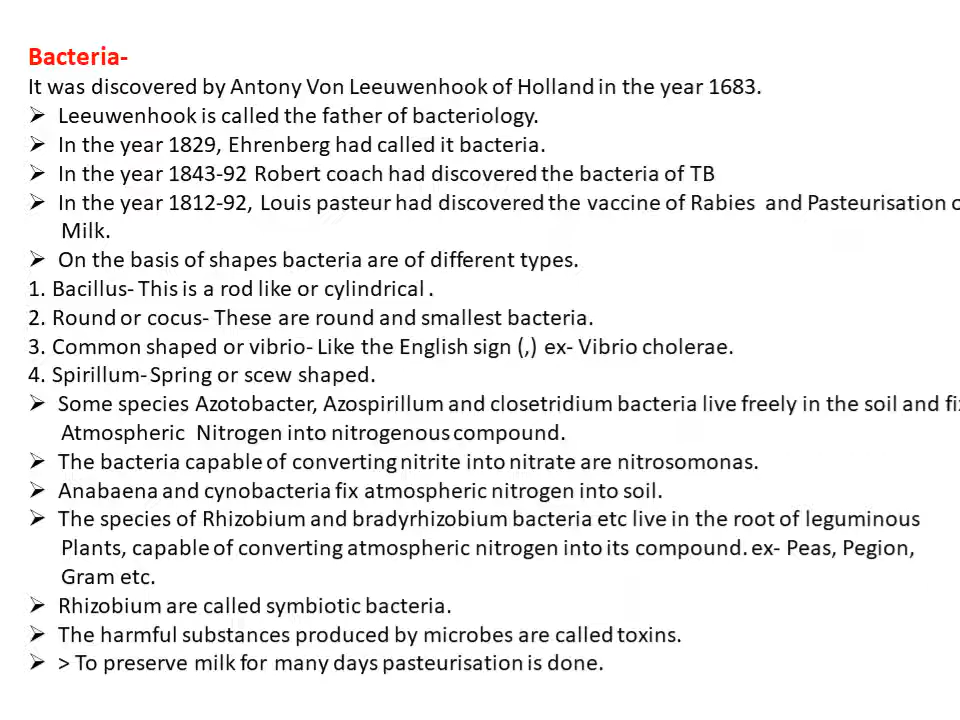 Bacteria-
It was discovered by Antony Von Leeuwenhook of Holland in the year 1683.
➢ Leeuwenhook is called the father of bacteriology.
➢ In the year 1829, Ehrenberg had called it bacteria.
➢ In the year 1843-92 Robert coach had discovered the bacteria of TB
➢ In the year 1812-92, Louis pasteur had discovered the vaccine of Rabies and Pasteurisation
Milk.
➢ On the basis of shapes bacteria are of different types.
1. Bacillus- This is a rod like or cylindrical .
2. Round or cocus- These are round and smallest bacteria.
3. Common shaped or vibrio- Like the English sign (,) ex- Vibrio cholerae.
4. Spirillum- Spring or scew shaped.
➢ Some species Azotobacter, Azospirillum and closetridium bacteria live freely in the soil and
Atmospheric Nitrogen into nitrogenous compound.
➢ The bacteria capable of converting nitrite into nitrate are nitrosomonas.
➢ Anabaena and cynobacteria fix atmospheric nitrogen into soil.
➢ The species of Rhizobium and bradyrhizobium bacteria etc live in the root of leguminous
Plants, capable of converting atmospheric nitrogen into its compound. ex- Peas, Pegion,
Gram etc.
➢ Rhizobium are called symbiotic bacteria.
➢ The harmful substances produced by microbes are called toxins.
➢ > To preserve milk for many days pasteurisation is done.